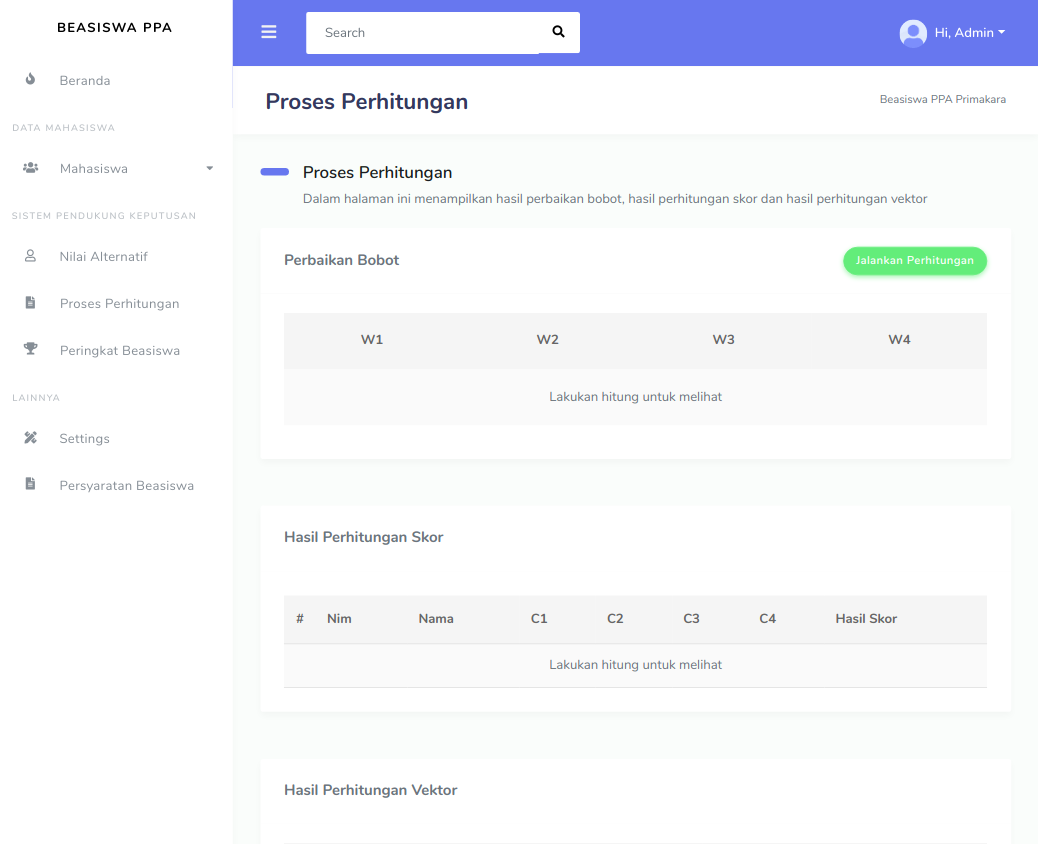 BEASISWA PPA
Beranda
DATA MAHASISWA
Mahasiswa
SISTEM PENDUKUNG KEPUTUSAN
Nilai Alternatif
Proses Perhitungan
Peringkat Beasiswa
LAINNYA
Settings
Persyaratan Beasiswa
Search
Hi, Admin
Proses Perhitungan
Beasiswa PPA Primakara
Proses Perhitungan
Dalam halaman ini menampilkan hasil perbaikan bobot, hasil perhitungan skor dan hasil perhitungan vektor
Perbaikan Bobot
Jalankan Perhitungan
W1 W2 W3 W4
Lakukan hitung untuk melihat
Hasil Perhitungan Skor
# Nim Nama C1 C2 C3 C4 Hasil Skor
Lakukan hitung untuk melihat
Hasil Perhitungan Vektor